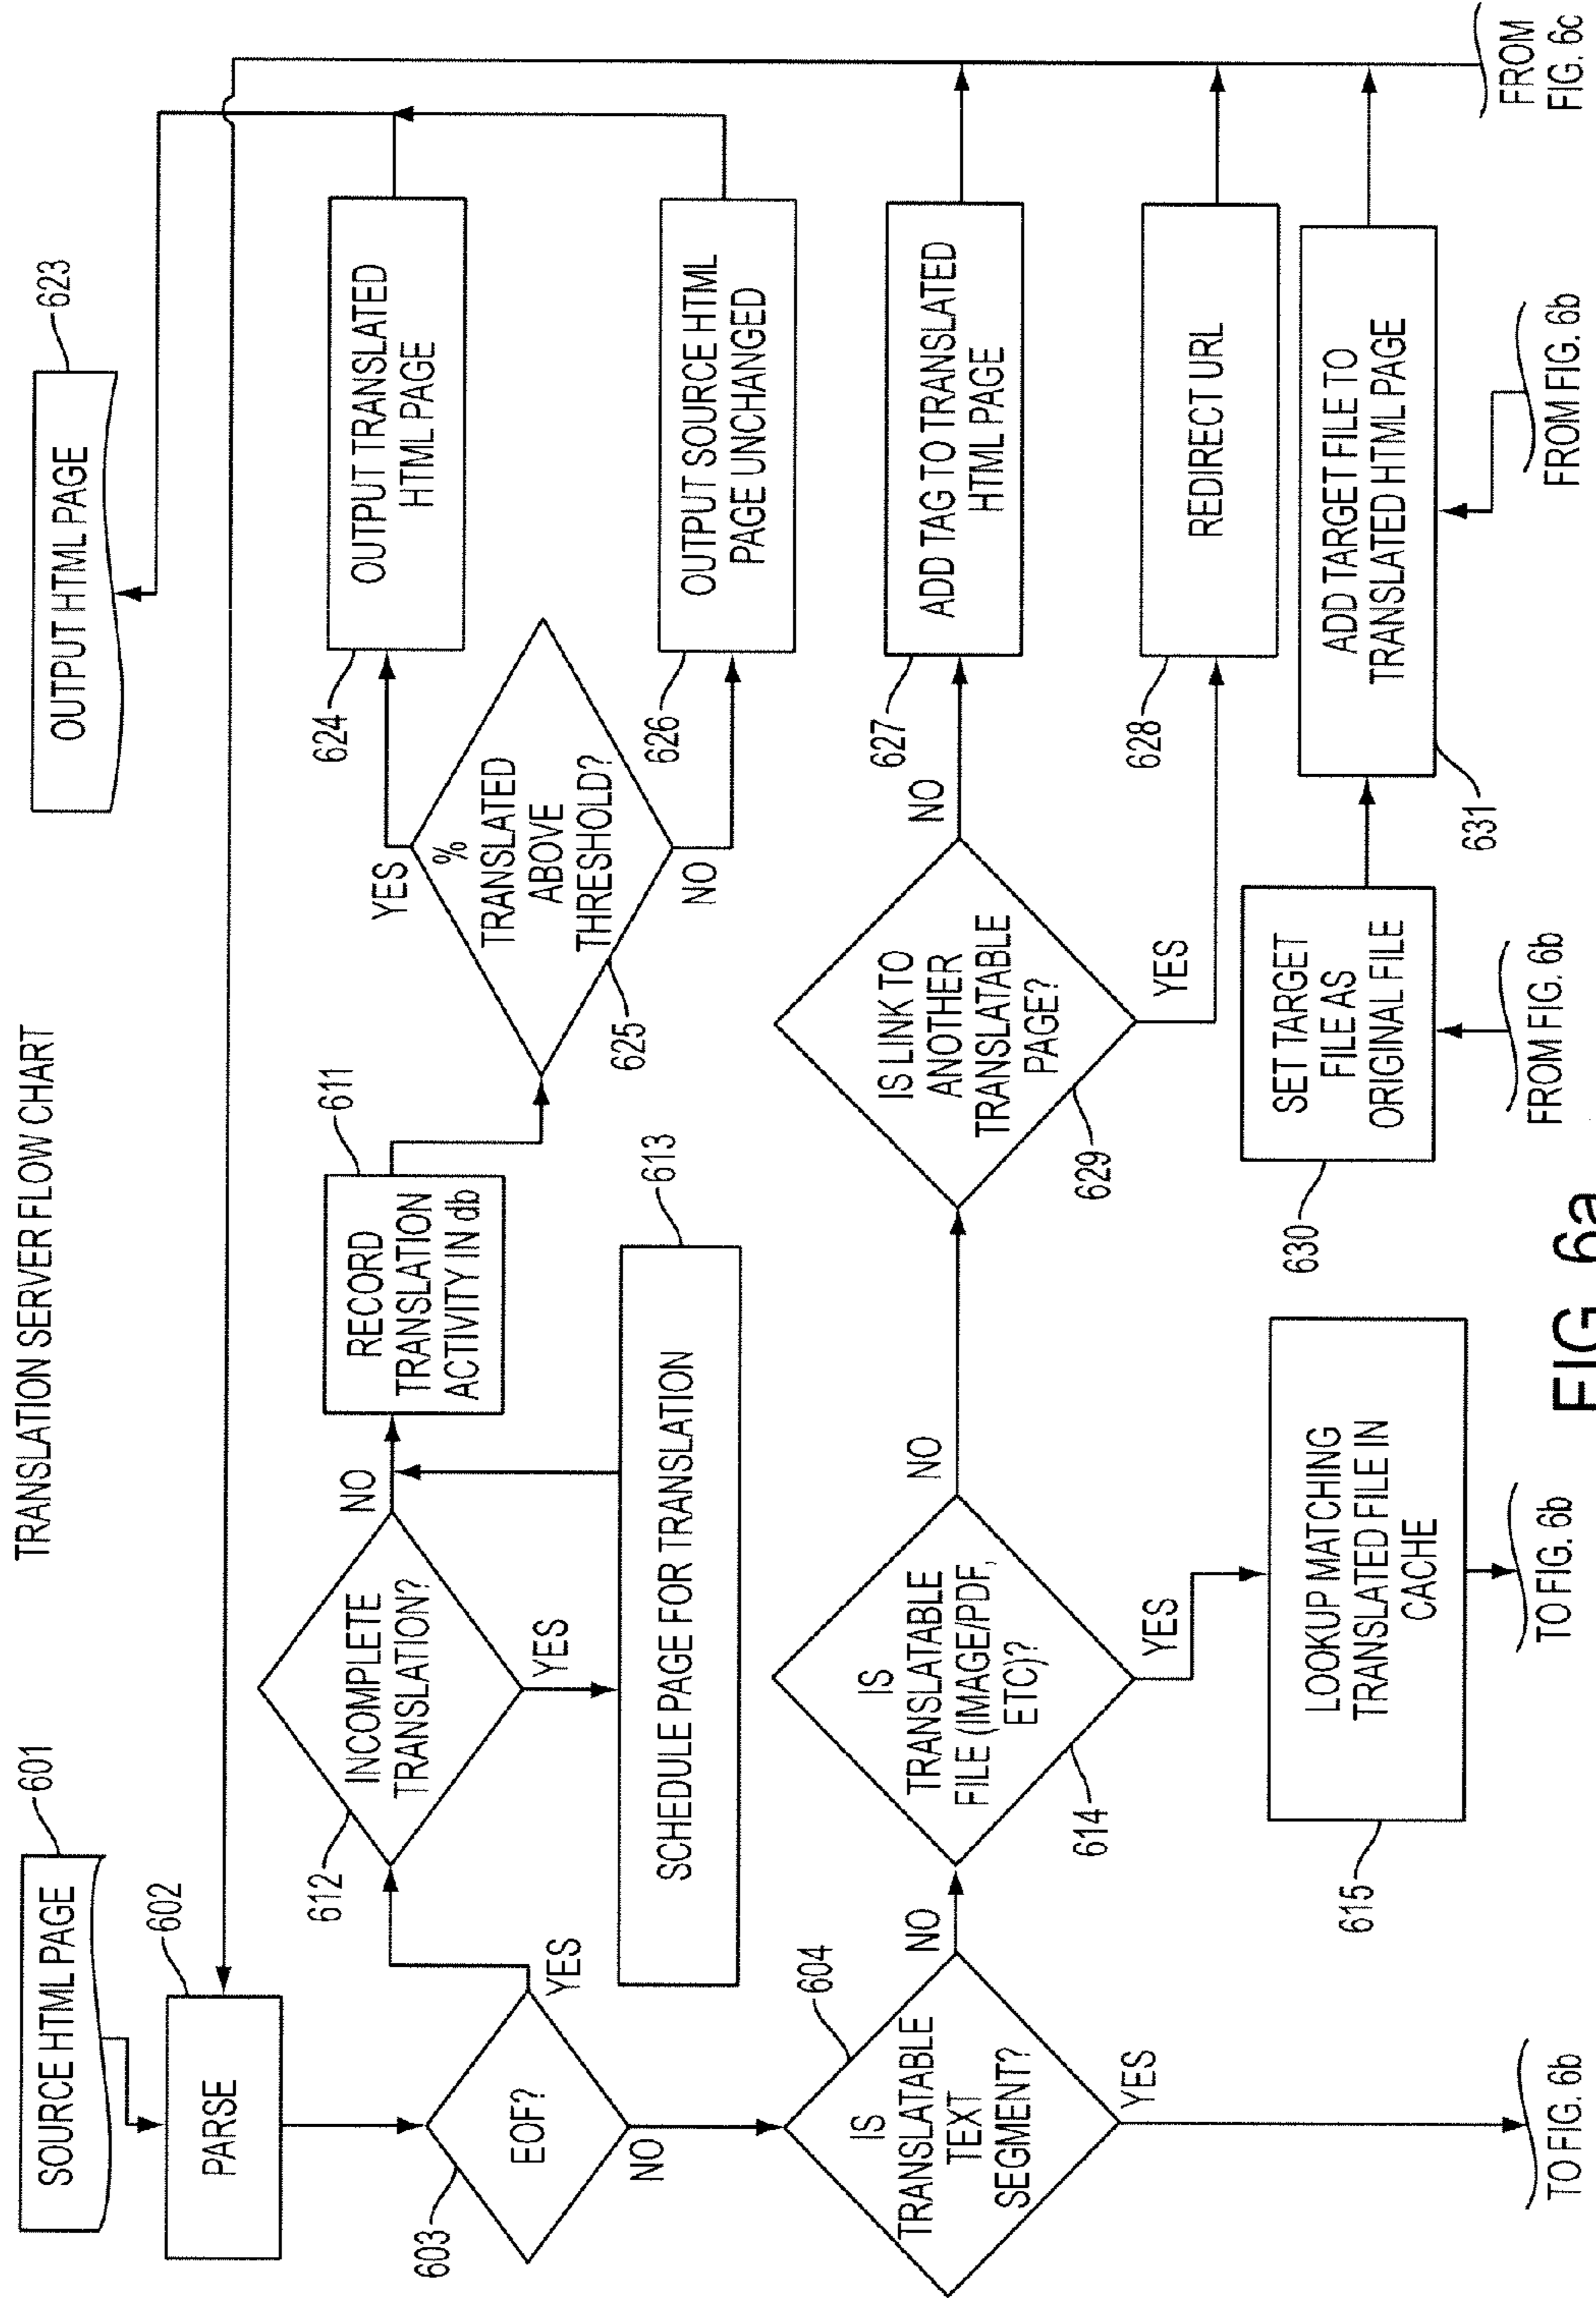 TRANSLATION SERVER FLOW CHART
SOURCE HTML PAGE
601
OUTPUT HTML PAGE
623
PARSE
602
EOF?
603
YES
NO
INCOMPLETE
TRANSLATION?
612
NO
YES
RECORD
TRANSLATION
ACTIVITY IN db
611
SCHEDULE PAGE FOR TRANSLATION
613
%
TRANSLATED
ABOVE
THRESHOLD?
625
YES
NO
OUTPUT TRANSLATED
HTML PAGE
624
OUTPUT SOURCE HTML
PAGE UNCHANGED
626
IS
TRANSLATABLE
TEXT
SEGMENT?
604
NO
YES
IS
TRANSLATABLE
FILE (IMAGE/PDF,
ETC)?
614
NO
YES
IS LINK TO
ANOTHER
TRANSLATABLE
PAGE?
629
NO
YES
ADD TAG TO TRANSLATED
HTML PAGE
627
REDIRECT URL
628
LOOKUP MATCHING
TRANSLATED FILE IN
CACHE
615
SET TARGET
FILE AS
ORIGINAL FILE
630
ADD TARGET FILE TO
TRANSLATED HTML PAGE
631
TO FIG. 6b
TO FIG. 6b
FROM FIG. 6b
FROM FIG. 6b
FROM
FIG. 6c
FIG. 6a